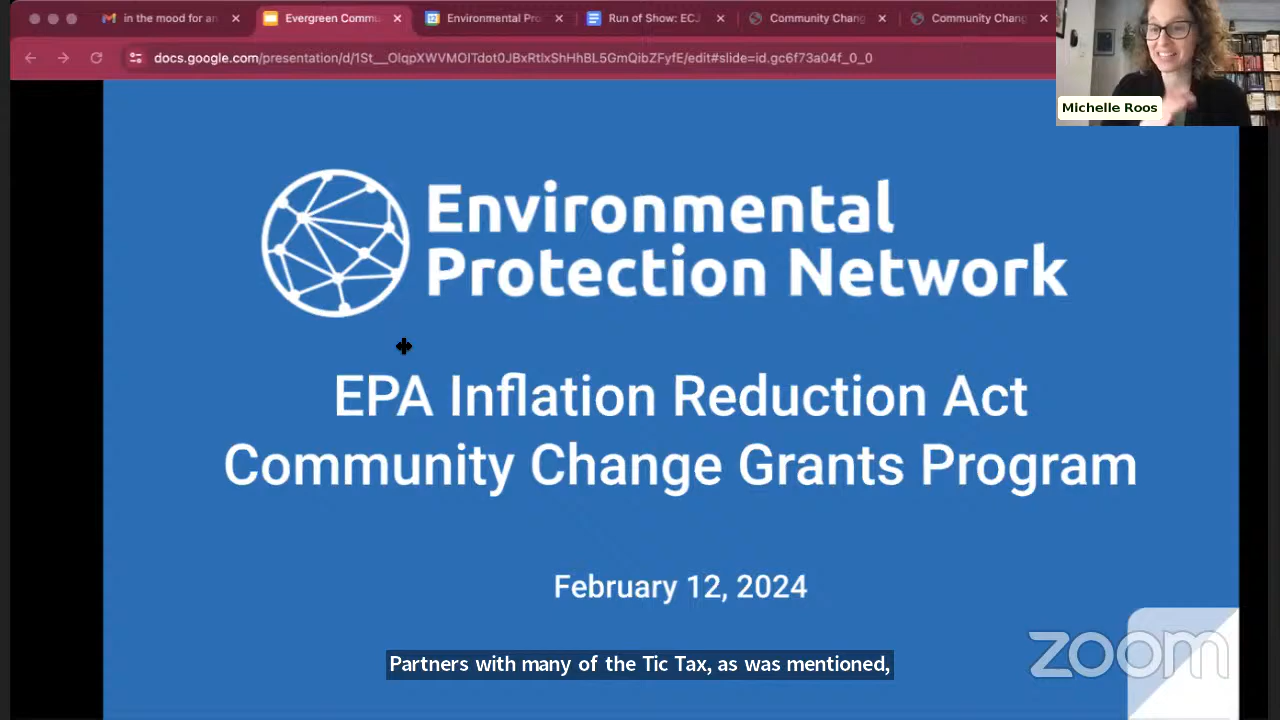 in the mood for an
Evergreen Commu
Environmental Pro
Run of Show: ECJ
Community Chang
Community Chang
docs.google.com/presentation/d/1St__OlqpXWVMOITdot0JBxRtlxShHhBL5GmQibZFyfE/edit#slide=id.gc6f73a04f_0_0
Michelle Roos
Environmental
Protection Network
EPA Inflation Reduction Act
Community Change Grants Program
February 12, 2024
Partners with many of the Tic Tax, as was mentioned,
zoom